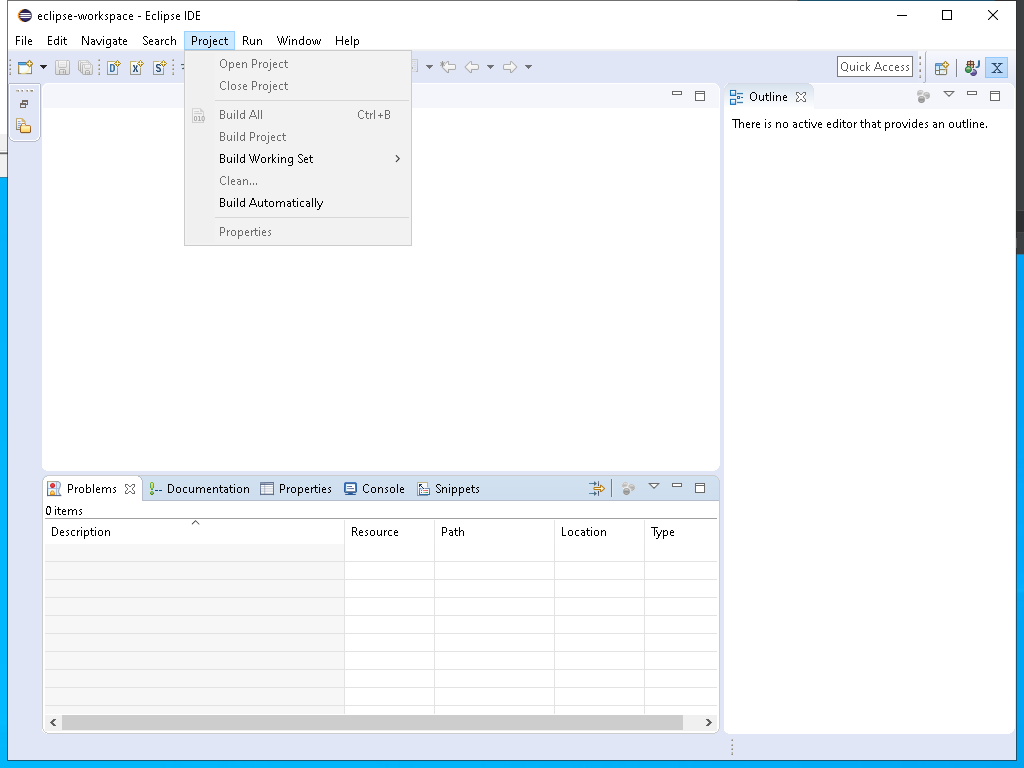 eclipse-workspace - Eclipse IDE
File Edit Navigate Search Project Run Window Help
Open Project
Close Project
Build All Ctrl+B
Build Project
Build Working Set
Clean...
Build Automatically
Properties
Quick Access
Outline
There is no active editor that provides an outline.
Problems Documentation Properties Console Snippets
0 items
Description Resource Path Location Type